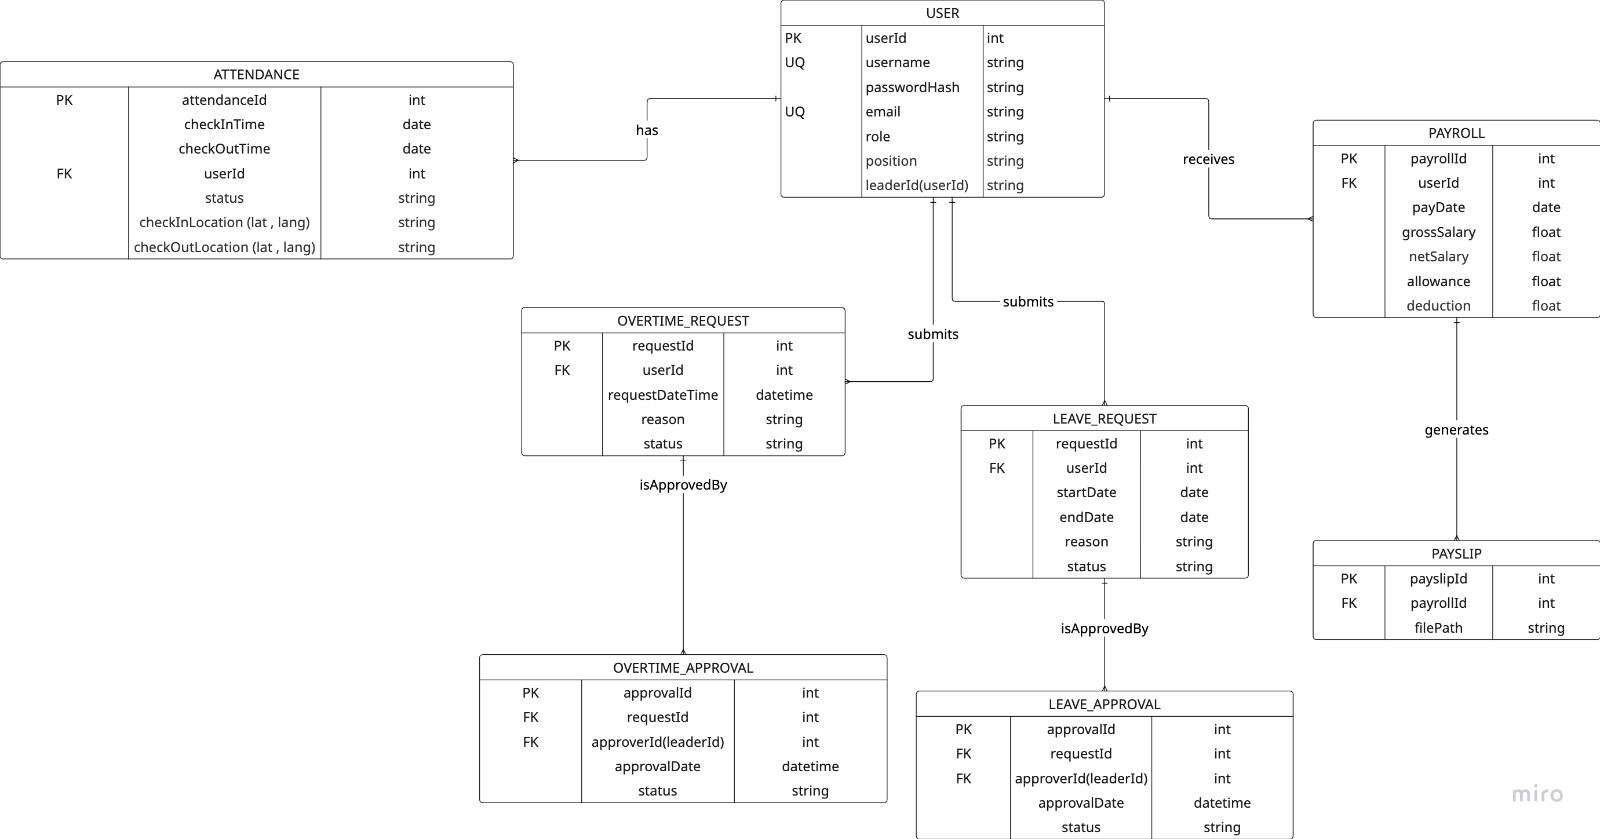 USER
PK userId int
UQ username string
passwordHash string
UQ email string
role string
position string
leaderId(userId) string
ATTENDANCE
PK attendanceId int
checkInTime date
checkOutTime date
FK userId int
status string
checkInLocation (lat , lang) string
checkOutLocation (lat , lang) string
has
receives
PAYROLL
PK payrollId int
FK userId int
payDate date
grossSalary float
netSalary float
allowance float
deduction float
submits
submits
OVERTIME_REQUEST
PK requestId int
FK userId int
requestDateTime datetime
reason string
status string
isApprovedBy
LEAVE_REQUEST
PK requestId int
FK userId int
startDate date
endDate date
reason string
status string
isApprovedBy
generates
PAYSLIP
PK payslipId int
FK payrollId int
filePath string
OVERTIME_APPROVAL
PK approvalId int
FK requestId int
FK approverId(leaderId) int
approvalDate datetime
status string
LEAVE_APPROVAL
PK approvalId int
FK requestId int
FK approverId(leaderId) int
approvalDate datetime
status string
miro